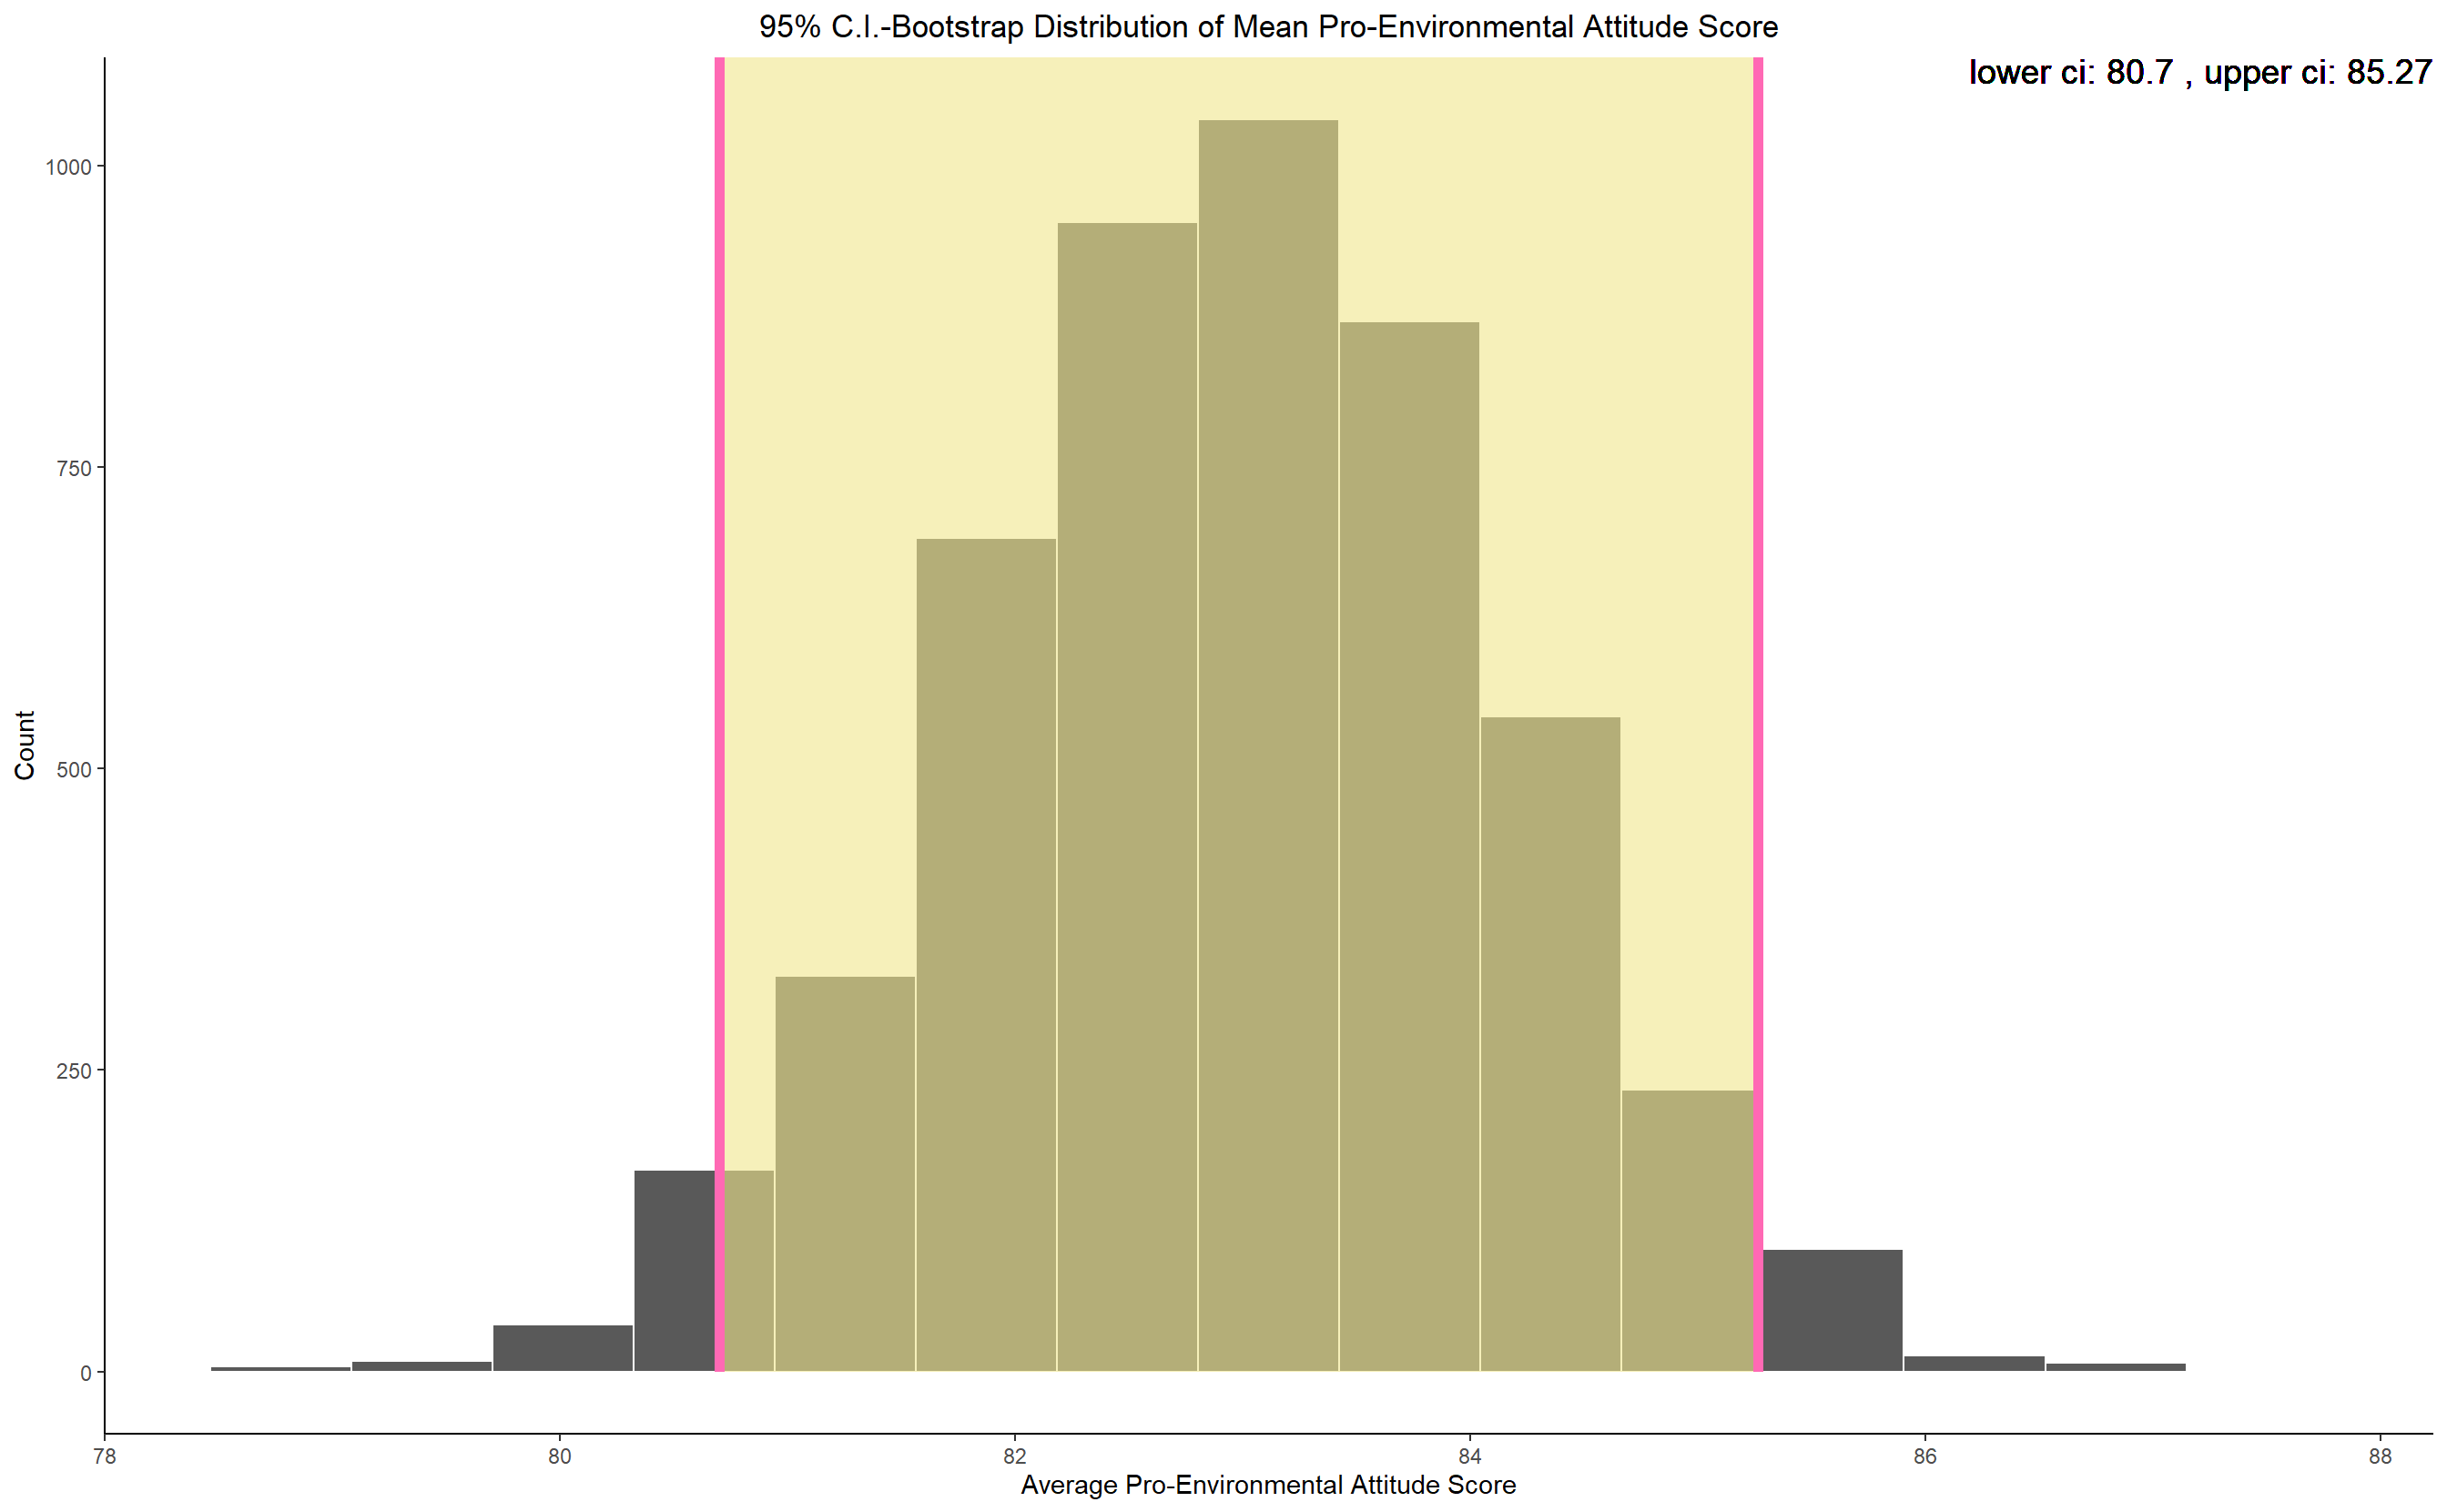 95% C.I.-Bootstrap Distribution of Mean Pro-Environmental Attitude Score
lower ci: 80.7 , upper ci: 85.27
1000
750
500
250
0
Count
78 80 82 84 86 88
Average Pro-Environmental Attitude Score